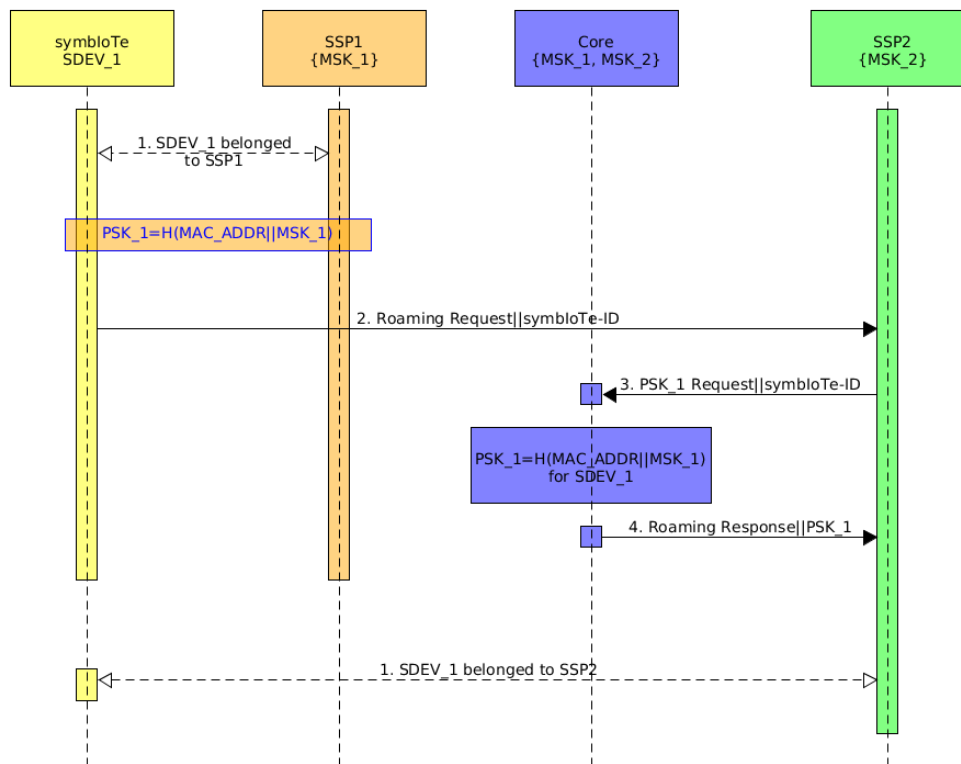 symbIoTe
SDEV_1
SSP1
{MSK_1}
Core
{MSK_1, MSK_2}
SSP2
{MSK_2}
1. SDEV_1 belonged
to SSP1
PSK_1=H(MAC_ADDR||MSK_1)
2. Roaming Request||symbIoTe-ID
3. PSK_1 Request||symbIoTe-ID
PSK_1=H(MAC_ADDR||MSK_1)
for SDEV_1
4. Roaming Response||PSK_1
1. SDEV_1 belonged to SSP2